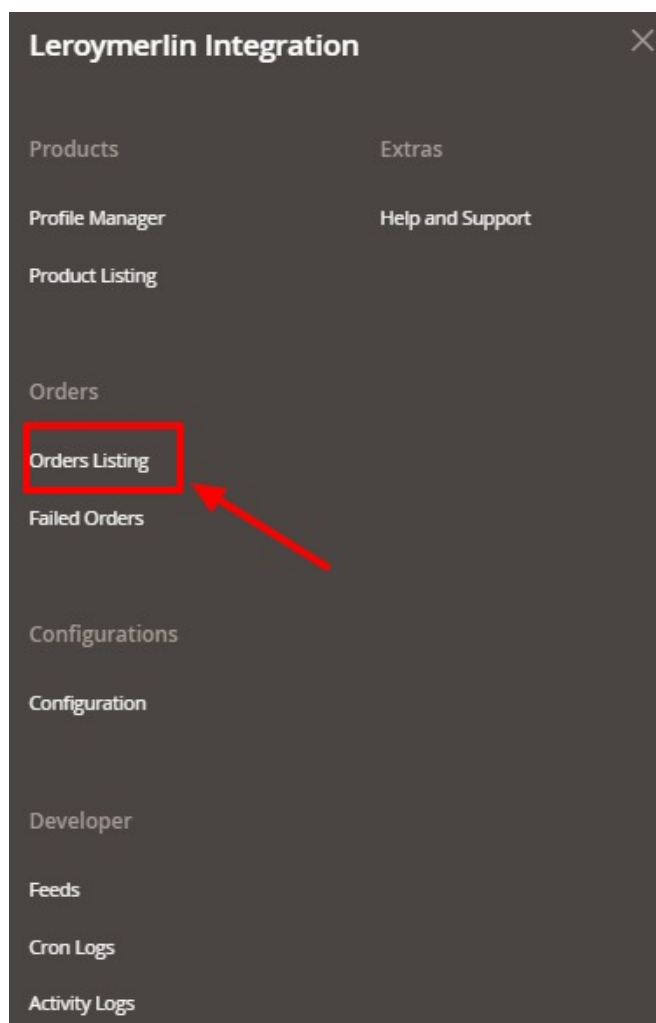 Leroymerlin Integration
Products
Profile Manager
Product Listing
Extras
Help and Support
Orders
Orders Listing
Failed Orders
Configurations
Configuration
Developer
Feeds
Cron Logs
Activity Logs